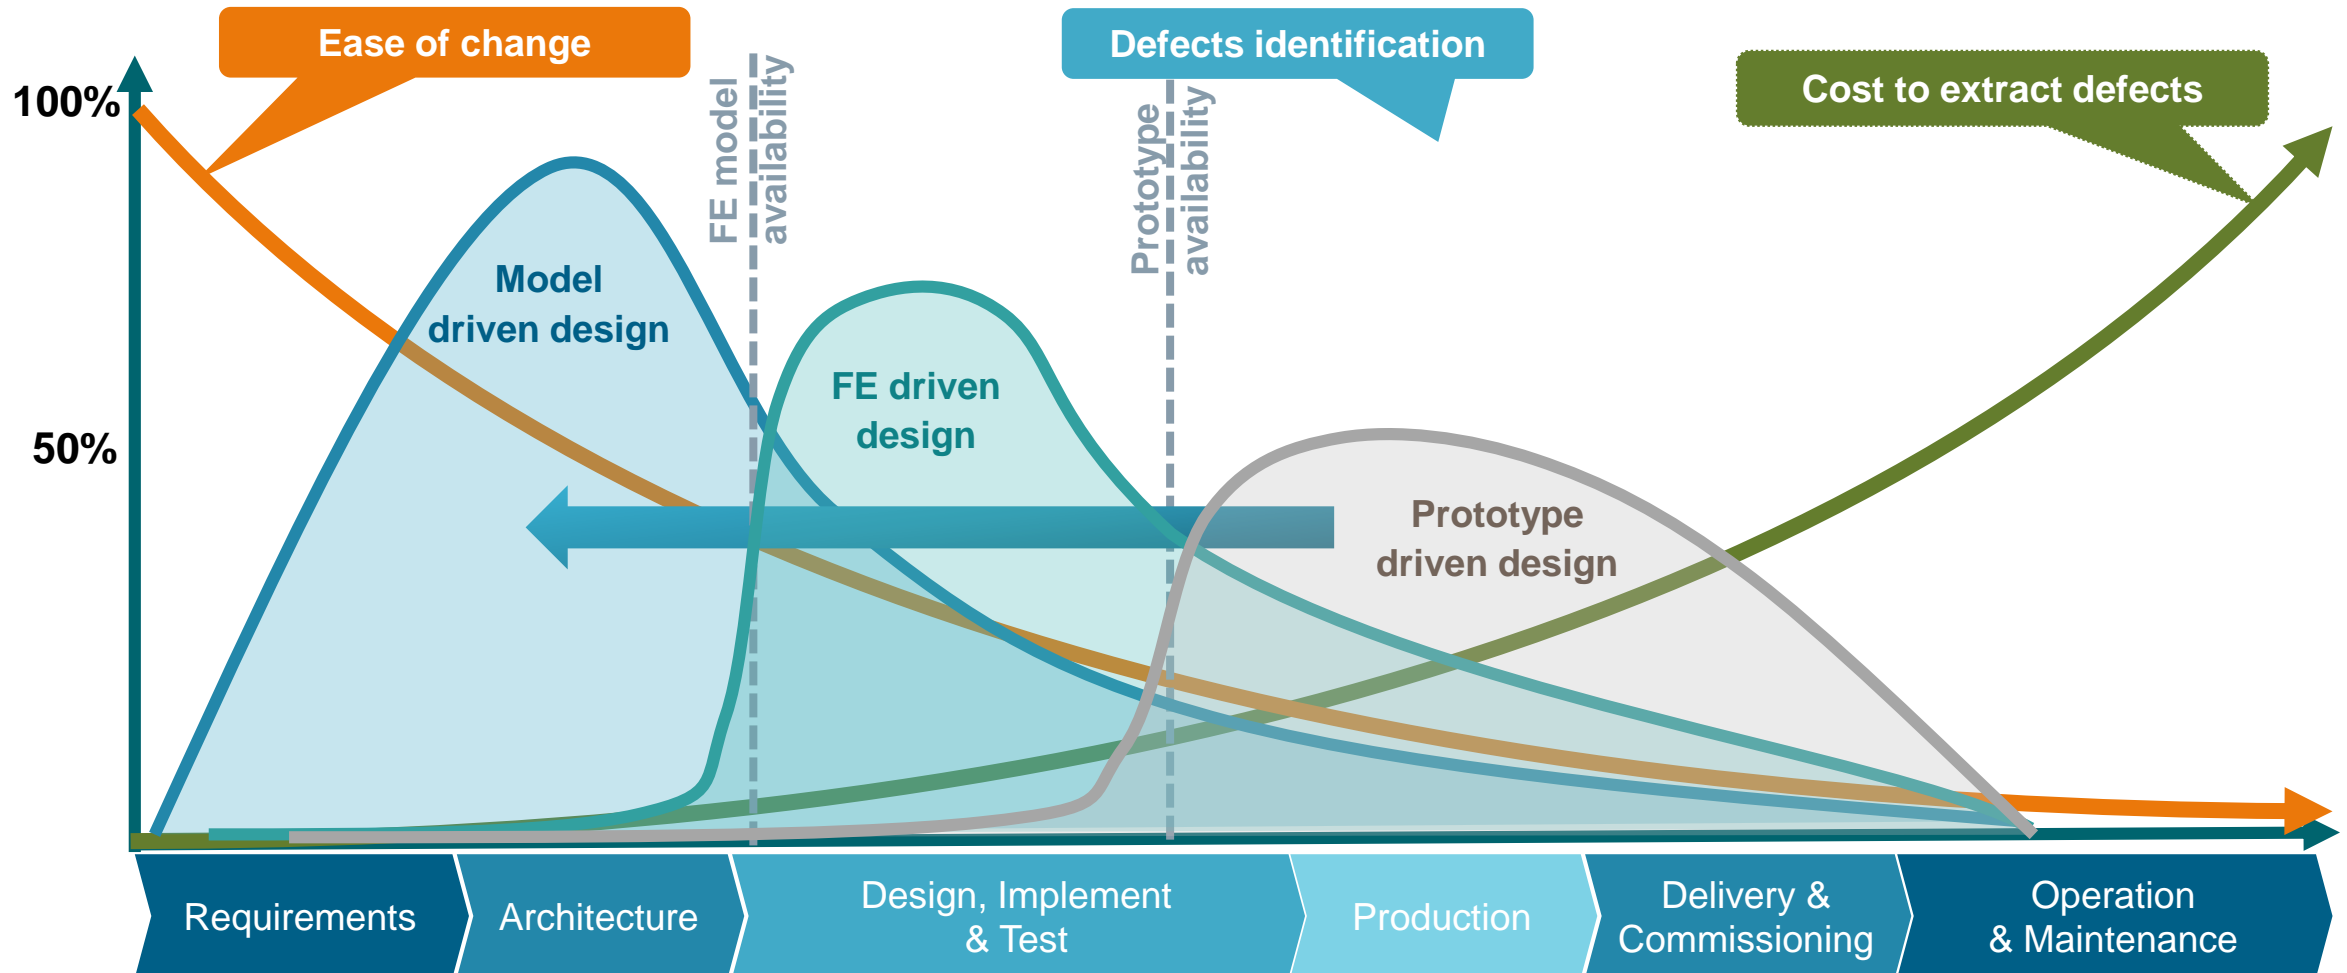 Ease of change
Defects identification
Cost to extract defects
100%
50%
FE model
availability
Prototype
availability
Model
driven design
FE driven
design
Prototype
driven design
Requirements
Architecture
Design, Implement
& Test
Production
Delivery &
Commissioning
Operation
& Maintenance